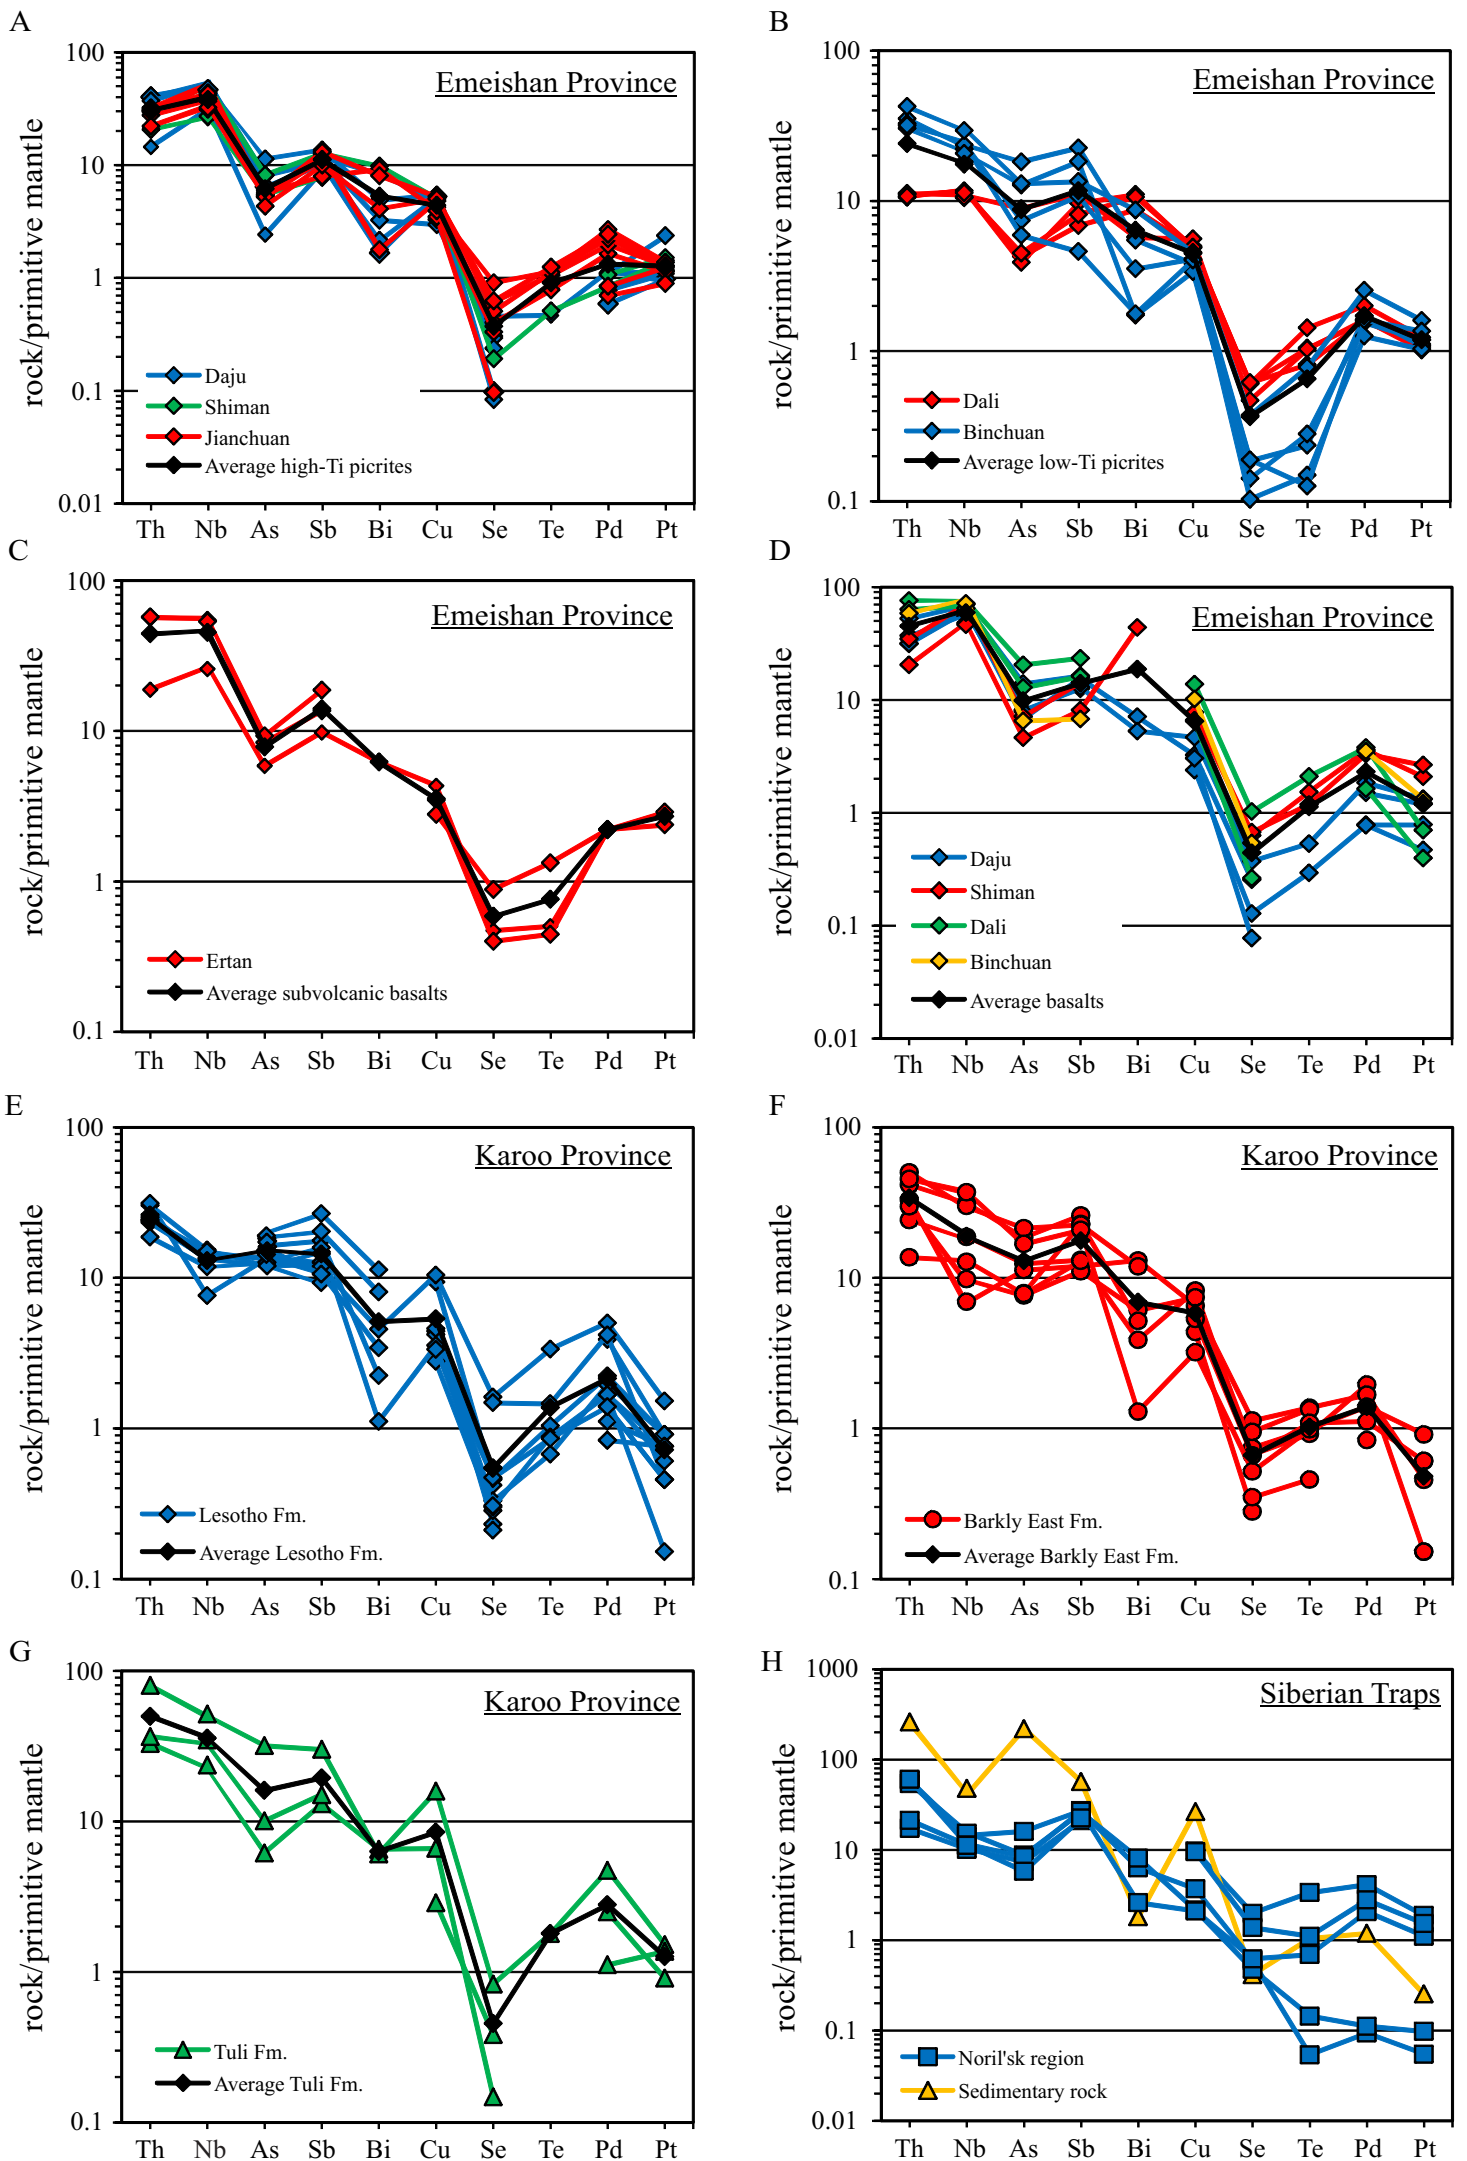 A
rock/primitive mantle
100
10
1
0.1
0.01
Emeishan Province
Daju
Shiman
Jianchuan
Average high-Ti picrites
Th Nb As Sb Bi Cu Se Te Pd Pt
B
rock/primitive mantle
100
10
1
0.1
Emeishan Province
Dali
Binchuan
Average low-Ti picrites
Th Nb As Sb Bi Cu Se Te Pd Pt
C
rock/primitive mantle
100
10
1
0.1
Emeishan Province
Ertan
Average subvolcanic basalts
Th Nb As Sb Bi Cu Se Te Pd Pt
D
rock/primitive mantle
100
10
1
0.1
0.01
Emeishan Province
Daju
Shiman
Dali
Binchuan
Average basalts
Th Nb As Sb Bi Cu Se Te Pd Pt
E
rock/primitive mantle
100
10
1
0.1
Karoo Province
Lesotho Fm.
Average Lesotho Fm.
Th Nb As Sb Bi Cu Se Te Pd Pt
F
rock/primitive mantle
100
10
1
0.1
Karoo Province
Barkly East Fm.
Average Barkly East Fm.
Th Nb As Sb Bi Cu Se Te Pd Pt
G
rock/primitive mantle
100
10
1
0.1
Karoo Province
Tuli Fm.
Average Tuli Fm.
Th Nb As Sb Bi Cu Se Te Pd Pt
H
rock/primitive mantle
1000
100
10
1
0.1
0.01
Siberian Traps
Noril'sk region
Sedimentary rock
Th Nb As Sb Bi Cu Se Te Pd Pt